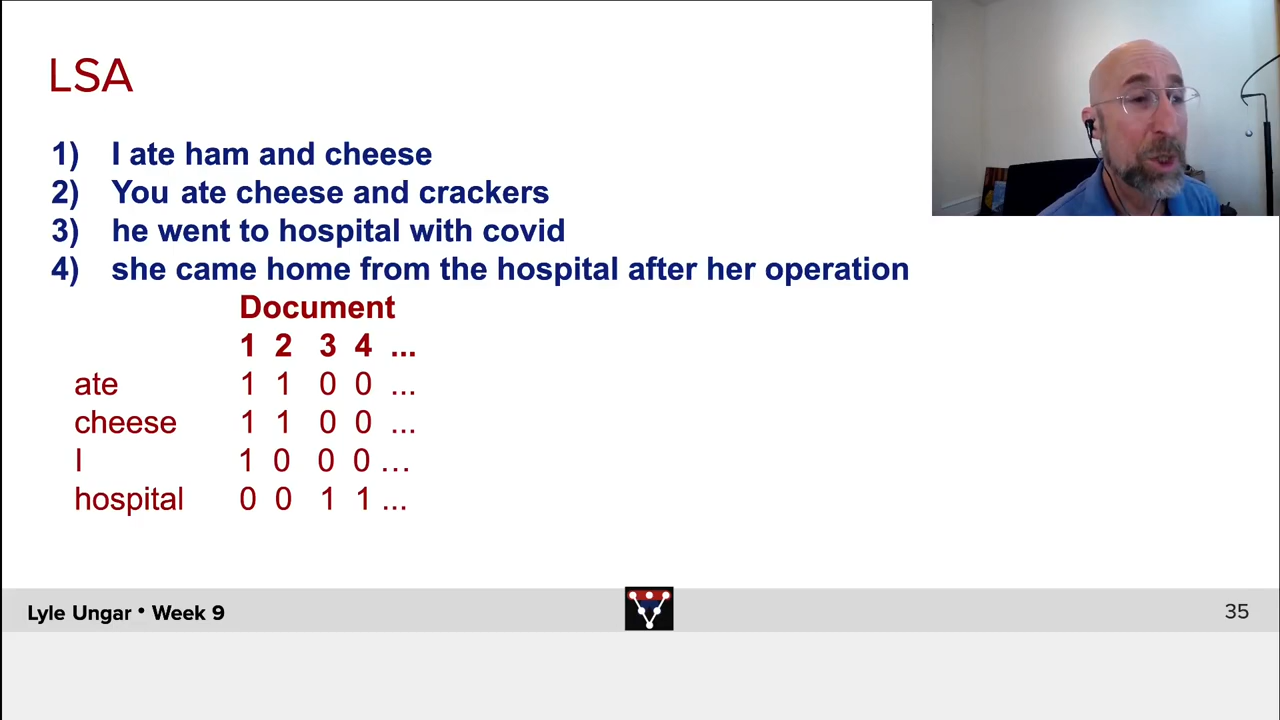 LSA
1) I ate ham and cheese
2) You ate cheese and crackers
3) he went to hospital with covid
4) she came home from the hospital after her operation
Document
1 2 3 4 ...
ate 1 1 0 0 ...
cheese 1 1 0 0 ...
I 1 0 0 0 ...
hospital 0 0 1 1 ...
Lyle Ungar • Week 9
35